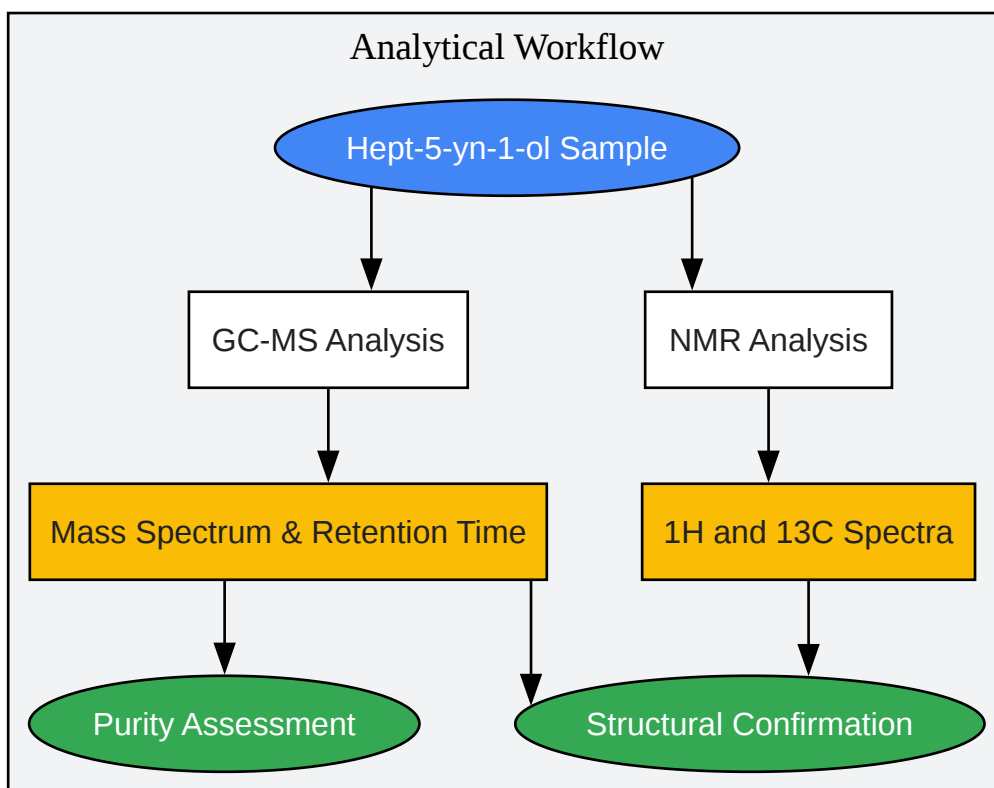 Analytical Workflow
Hept-5-yn-1-ol Sample
GC-MS Analysis
NMR Analysis
Mass Spectrum & Retention Time
1H and 13C Spectra
Purity Assessment
Structural Confirmation